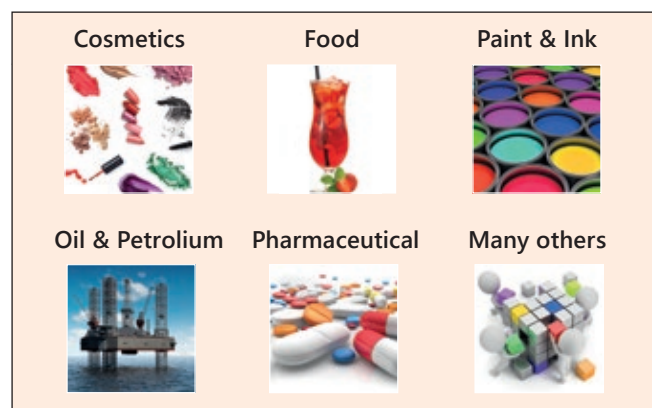 Cosmetics
Food
Paint & Ink
Oil & Petrolium
Pharmaceutical
Many others